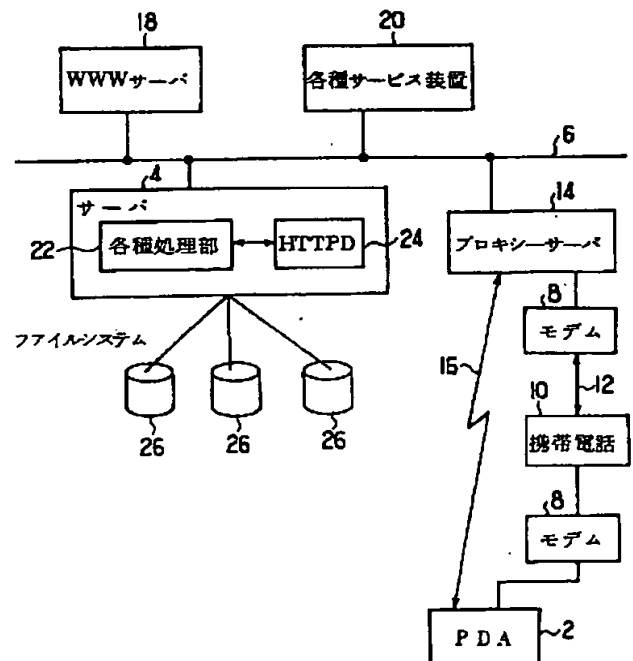 18
20
WWWサーバ
各種サービス装置
6
4
サーバ
14
22
各種処理部
HTTPD
24
プロキシーサーバ
8
モデム
ファイルシステム
16
12
10
携帯電話
26
26
26
8
モデム
PDA
2